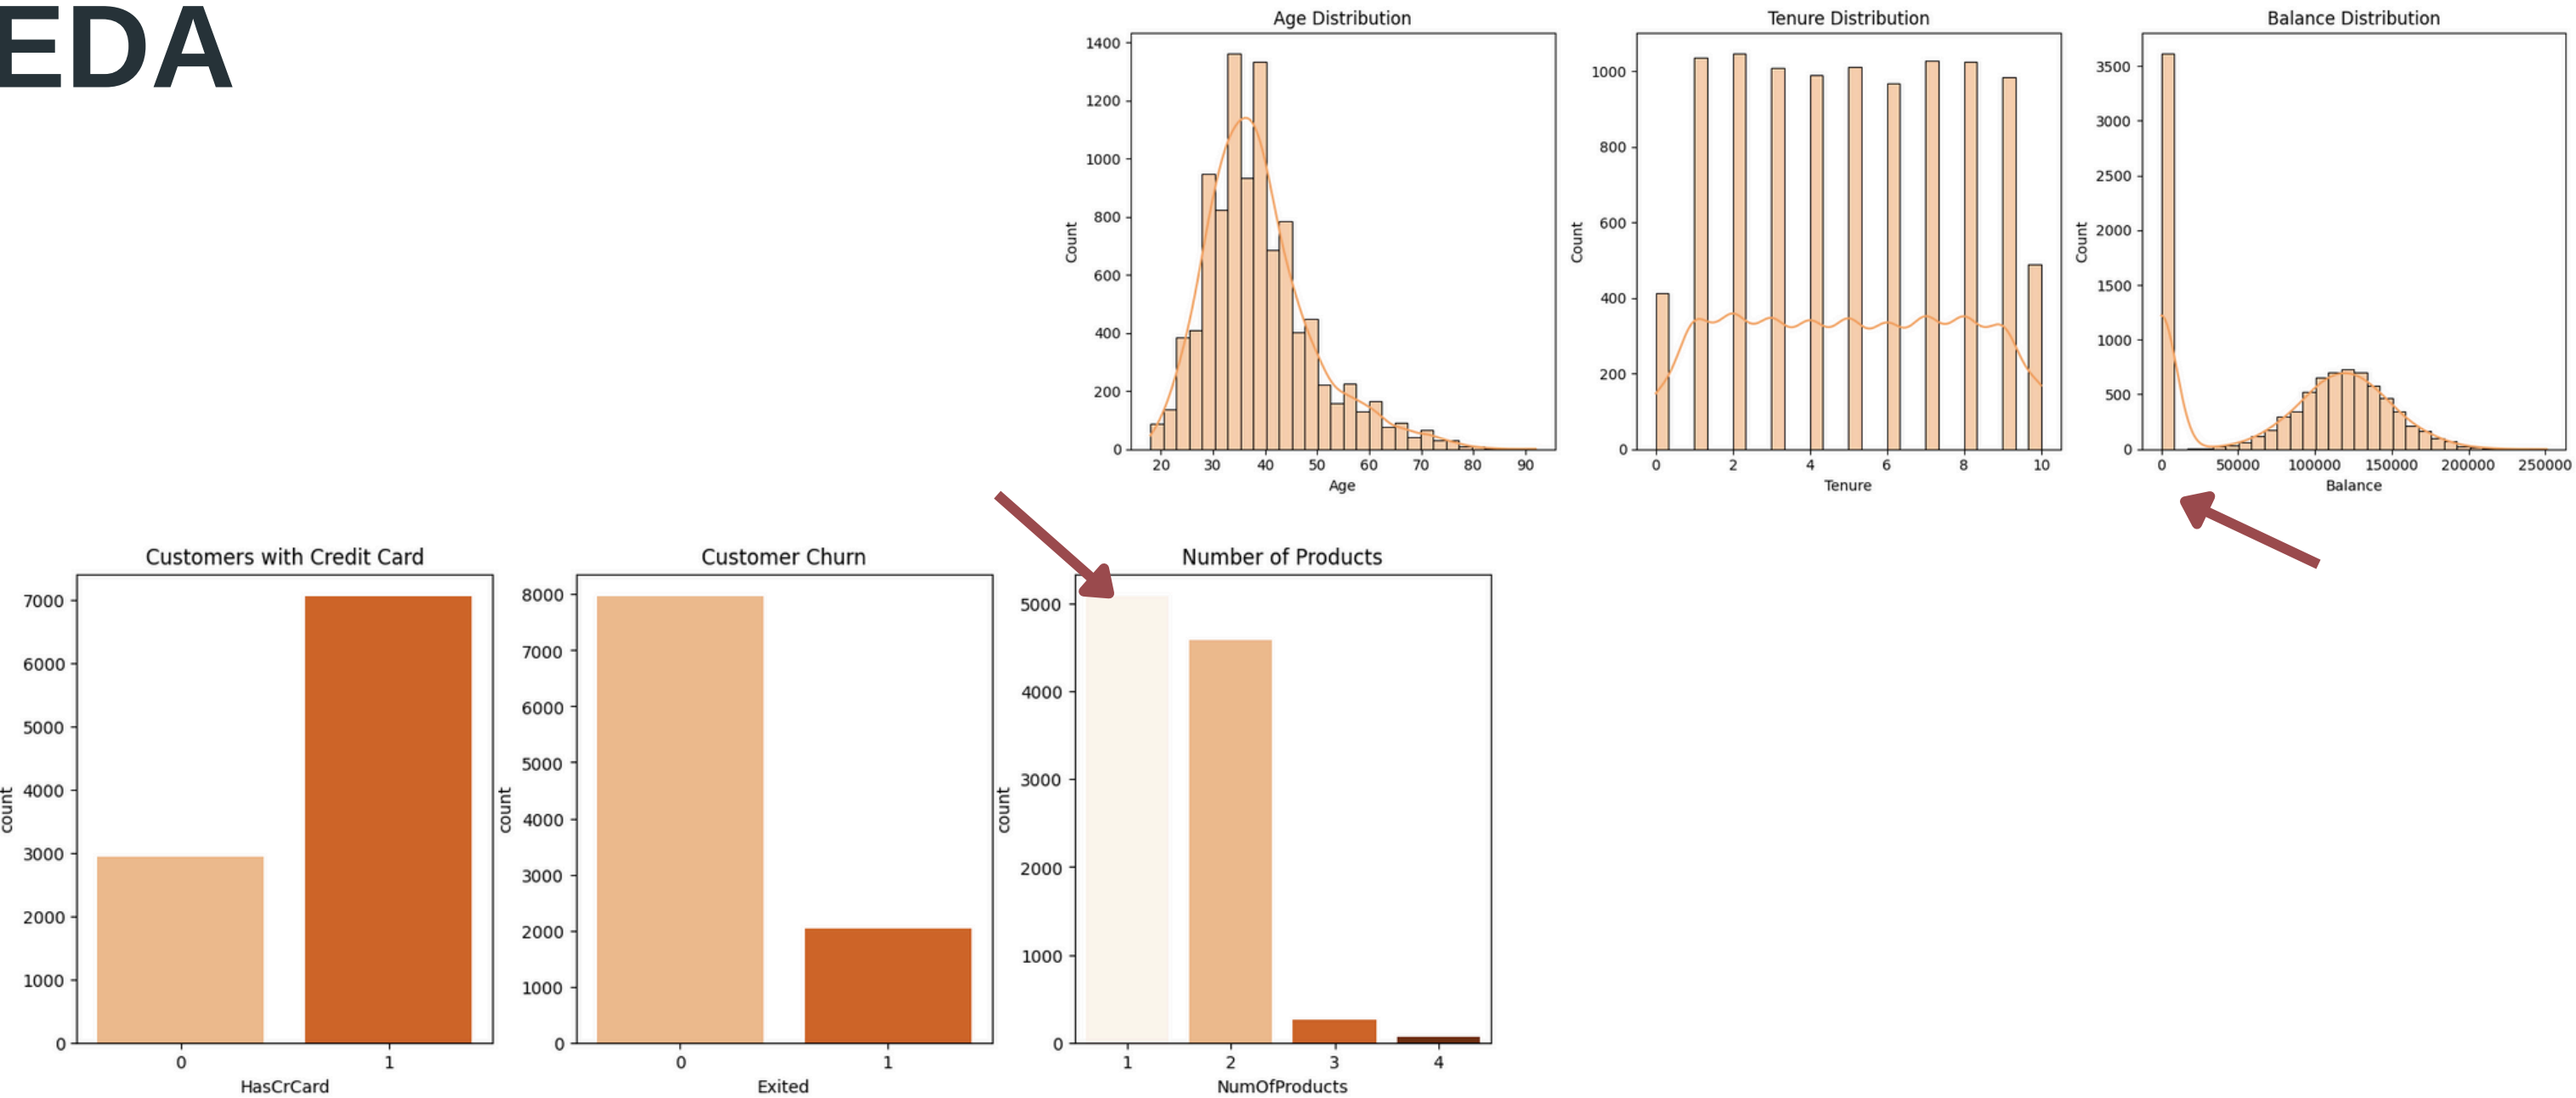 EDA
Age Distribution
1400
1200
1000
800
600
400
200
0
Count
20 30 40 50 60 70 80 90
Age
Tenure Distribution
1000
800
600
400
200
0
Count
0 2 4 6 8 10
Tenure
Balance Distribution
3500
3000
2500
2000
1500
1000
500
0
Count
0 50000 100000 150000 200000 250000
Balance
Customers with Credit Card
7000
6000
5000
4000
3000
2000
1000
0
count
0 1
HasCrCard
Customer Churn
8000
7000
6000
5000
4000
3000
2000
1000
0
count
0 1
Exited
Number of Products
5000
4000
3000
2000
1000
0
count
1 2 3 4
NumOfProducts